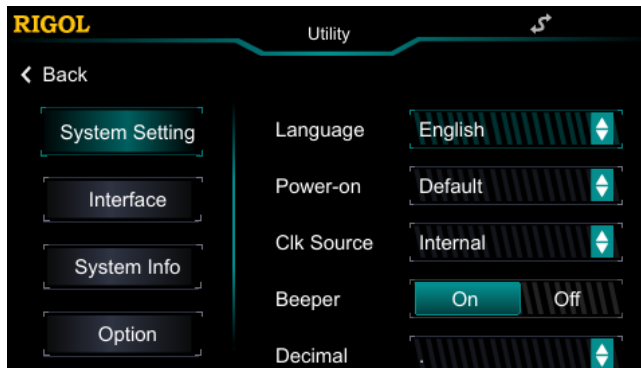 RIGOL
Utility
Back
System Setting
Interface
System Info
Option
Language English
Power-on Default
Clk Source Internal
Beeper On Off
Decimal .